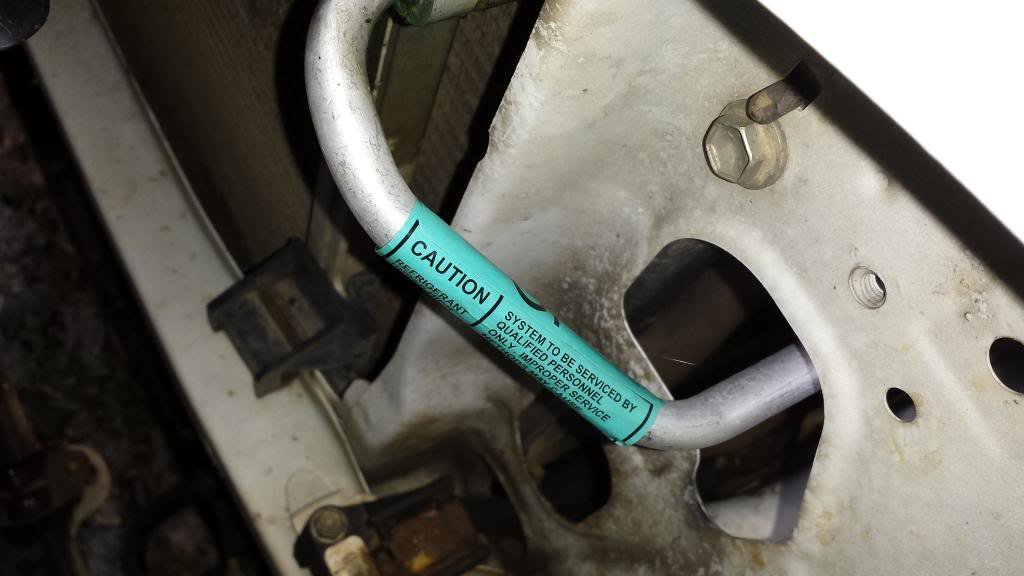 CAUTION
REFRIGERANT
SYSTEM TO BE SERVICED BY
QUALIFIED PERSONNEL
ONLY. IMPROPER SERVICE